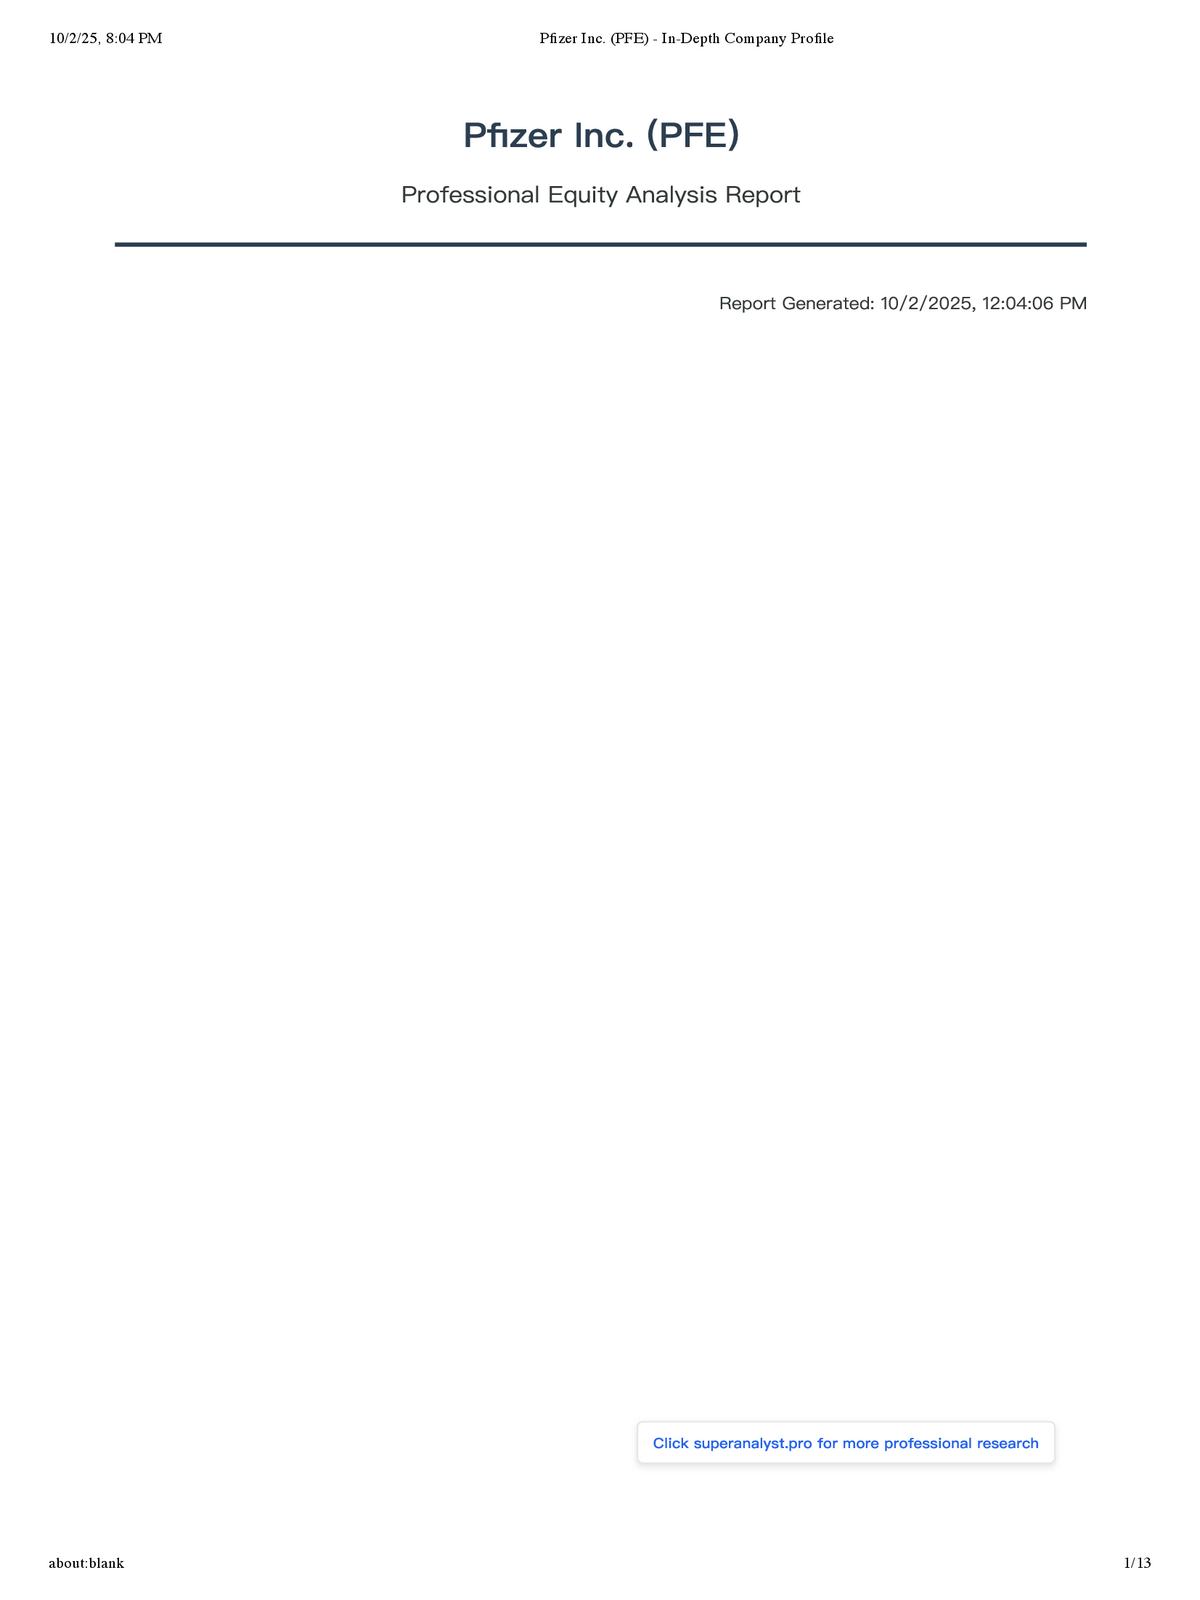 10/2/25, 8:04 PM Pfizer Inc. (PFE) - In-Depth Company Profile
Pfizer Inc. (PFE)
Professional Equity Analysis Report
Report Generated: 10/2/2025, 12:04:06 PM
Click superanalyst.pro for more professional research
about:blank 1/13